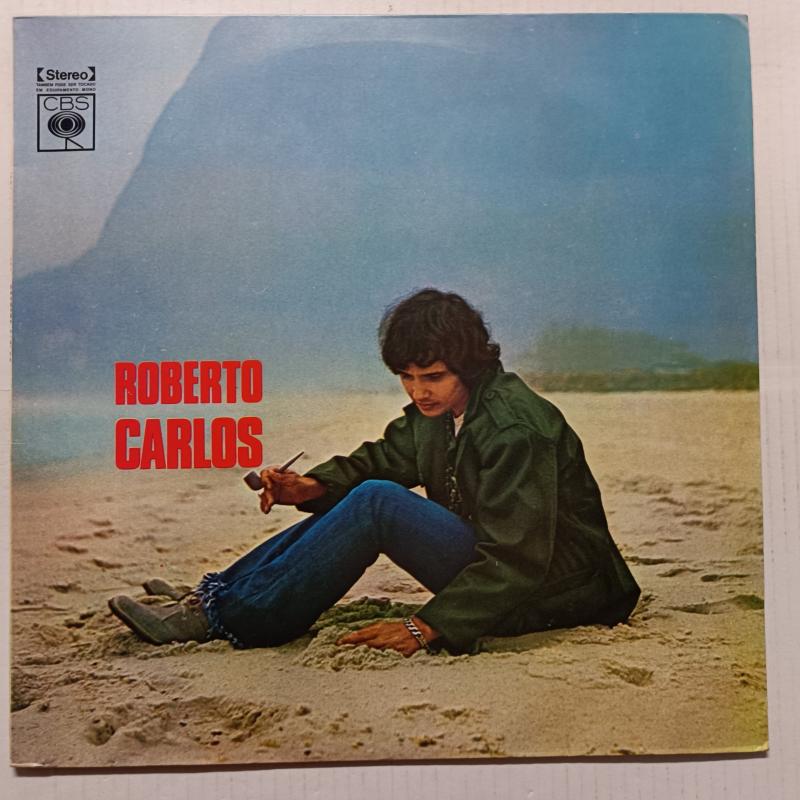 Stereo
TAMBÉM PODE SER TOCADO
EM EQUIPAMENTO MONO
CBS
ROBERTO
CARLOS